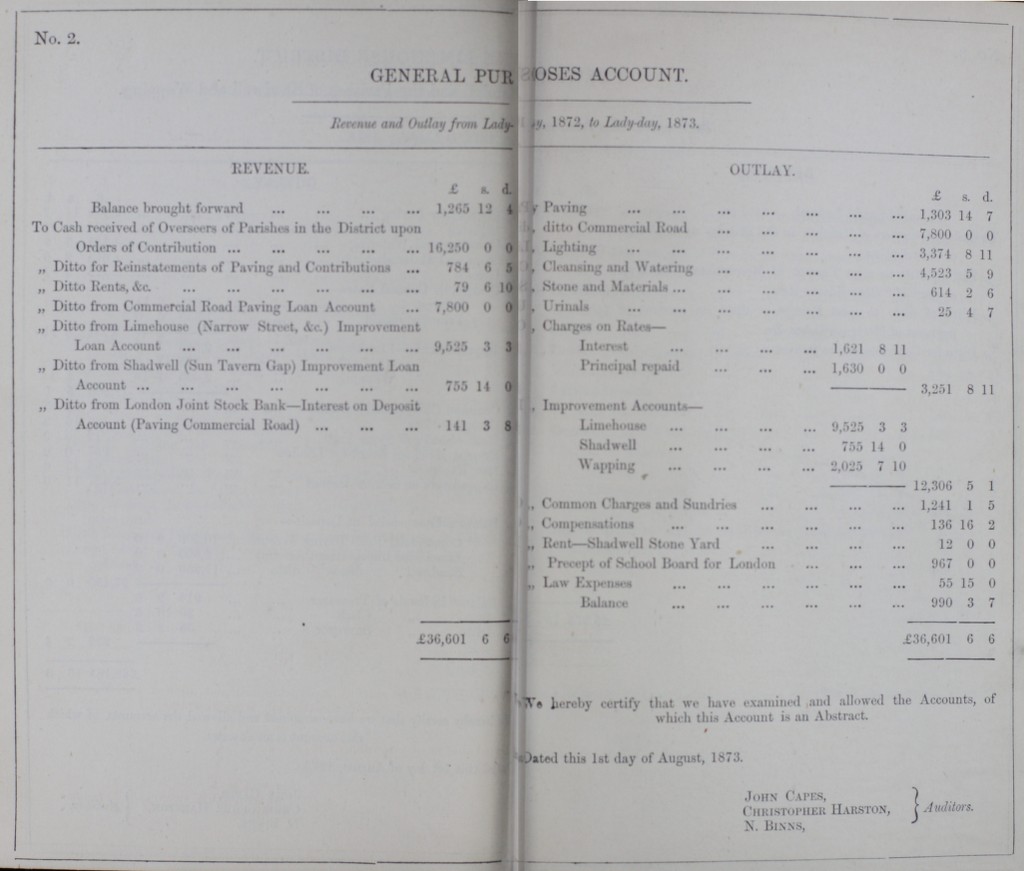 No. 2.
GENERAL PURPOSES ACCOUNT.
Revenue and Outlay from Lady-day, 1872, to Lady-day, 1873.
REVENUE.
£ s. d.
Balance brought forward ... ... ... ... 1,265 12 4
To Cash received of Overseers of Parishes in the District upon
Orders of Contribution ... ... ... ... ... 16,250 0 0
„ Ditto for Reinstatements of Paving and Contributions ... 784 6 5
„ Ditto Rents, &c. ... ... ... ... ... ... 79 6 10
„ Ditto from Commercial Road Paving Loan Account ... 7,800 0 0
„ Ditto from Limehouse (Narrow Street, &c.) Improvement
Loan Account ... ... ... ... ... ... 9,525 3 3
„ Ditto from Shadwell (Sun Tavern Gap) Improvement Loan
Account ... ... ... ... ... ... ... 755 14 0
„ Ditto from London Joint Stock Bank—Interest on Deposit
Account (Paving Commercial Road) ... ... ... 141 3 8
£36,601 6 6
OUTLAY.
£ s. d.
By Paving ... ... ... ... ... ... ... 1,303 14 7
„ ditto Commercial Road ... ... ... ... ... 7,800 0 0
„ Lighting ... ... ... ... ... ... ... 3,374 8 11
„ Cleansing and Watering ... ... ... ... ... 4,523 5 9
„ Stone and Materials ... ... ... ... ... ... 614 2 6
„ Urinals ... ... ... ... ... ... ... 25 4 7
„ Charges on Rates—
Interest ... ... ... ... 1,621 8 11
Principal repaid ... ... ... 1,630 0 0
3,251 8 11
„ Improvement Accounts—
Limehouse ... ... ... ... 9,525 3 3
Shadwell ... ... ... ... 755 14 0
Wapping ... ... ... ... 2,025 7 10
12,306 5 1
„ Common Charges and Sundries ... ... ... ... 1,241 1 5
„ Compensations ... ... ... ... ... ... 136 16 2
„ Rent—Shadwell Stone Yard ... ... ... ... 12 0 0
„ Precept of School Board for London ... ... ... 967 0 0
„ Law Expenses ... ... ... ... ... ... 55 15 0
Balance ... ... ... ... ... ... 990 3 7
£36,601 6 6
We hereby certify that we have examined and allowed the Accounts, of
which this Account is an Abstract.
Dated this 1st day of August, 1873.
JOHN CAPES,
CHRISTOPHER HARSTON,
N. BINNS,
} Auditors.